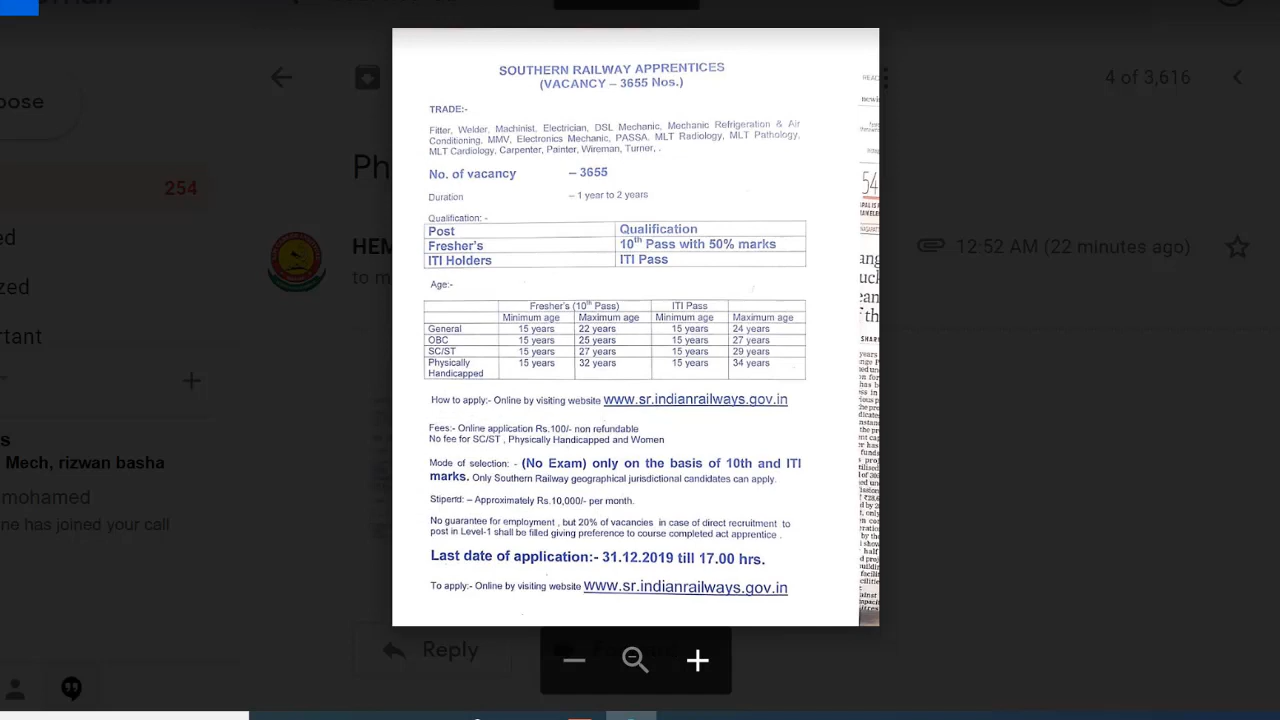 4 of 3,616
254
12:52 AM (22 minutes ago)
Mech, rizwan basha
mohamed
ne has joined your call
Reply
SOUTHERN RAILWAY APPRENTICES
(VACANCY – 3655 Nos.)
TRADE:-
Fitter, Welder, Machinist, Electrician, DSL Mechanic, Mechanic Refrigeration & Air
Conditioning, MMV, Electronics Mechanic, PASSA, MLT Radiology, MLT Pathology,
MLT Cardiology, Carpenter, Painter, Wireman, Turner, .
No. of vacancy – 3655
Duration – 1 year to 2 years
Qualification: -
Post Qualification
Fresher's 10th Pass with 50% marks
ITI Holders ITI Pass
Age:-
Fresher's (10th Pass) ITI Pass
Minimum age Maximum age Minimum age Maximum age
General 15 years 22 years 15 years 24 years
OBC 15 years 25 years 15 years 27 years
SC/ST 15 years 27 years 15 years 29 years
Physically 15 years 32 years 15 years 34 years
Handicapped
How to apply:- Online by visiting website www.sr.indianrailways.gov.in
Fees:- Online application Rs.100/- non refundable
No fee for SC/ST , Physically Handicapped and Women
Mode of selection: - (No Exam) only on the basis of 10th and ITI
marks. Only Southern Railway geographical jurisdictional candidates can apply.
Stipend: – Approximately Rs.10,000/- per month.
No guarantee for employment , but 20% of vacancies in case of direct recruitment to
post in Level-1 shall be filled giving preference to course completed act apprentice .
Last date of application:- 31.12.2019 till 17.00 hrs.
To apply:- Online by visiting website www.sr.indianrailways.gov.in